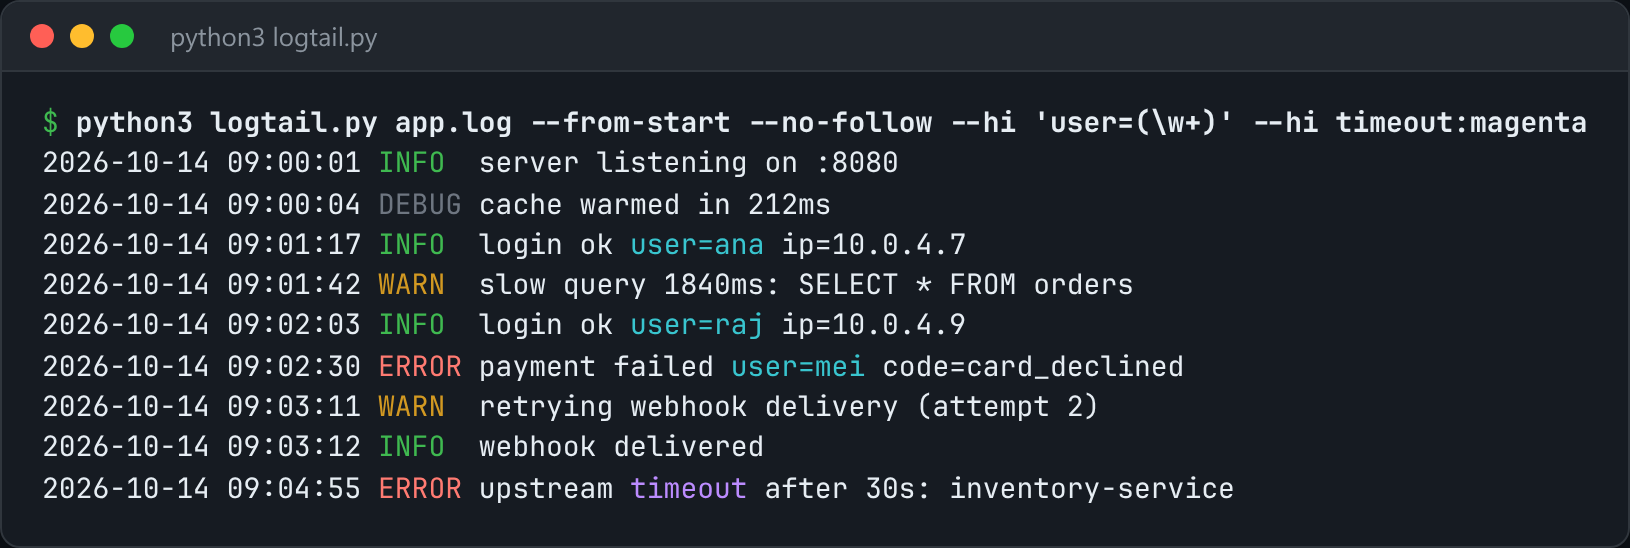 python3 logtail.py
$ python3 logtail.py app.log --from-start --no-follow --hi 'user=(\w+)' --hi timeout:magenta
2026-10-14 09:00:01 INFO  server listening on :8080
2026-10-14 09:00:04 DEBUG cache warmed in 212ms
2026-10-14 09:01:17 INFO  login ok user=ana ip=10.0.4.7
2026-10-14 09:01:42 WARN  slow query 1840ms: SELECT * FROM orders
2026-10-14 09:02:03 INFO  login ok user=raj ip=10.0.4.9
2026-10-14 09:02:30 ERROR payment failed user=mei code=card_declined
2026-10-14 09:03:11 WARN  retrying webhook delivery (attempt 2)
2026-10-14 09:03:12 INFO  webhook delivered
2026-10-14 09:04:55 ERROR upstream timeout after 30s: inventory-service